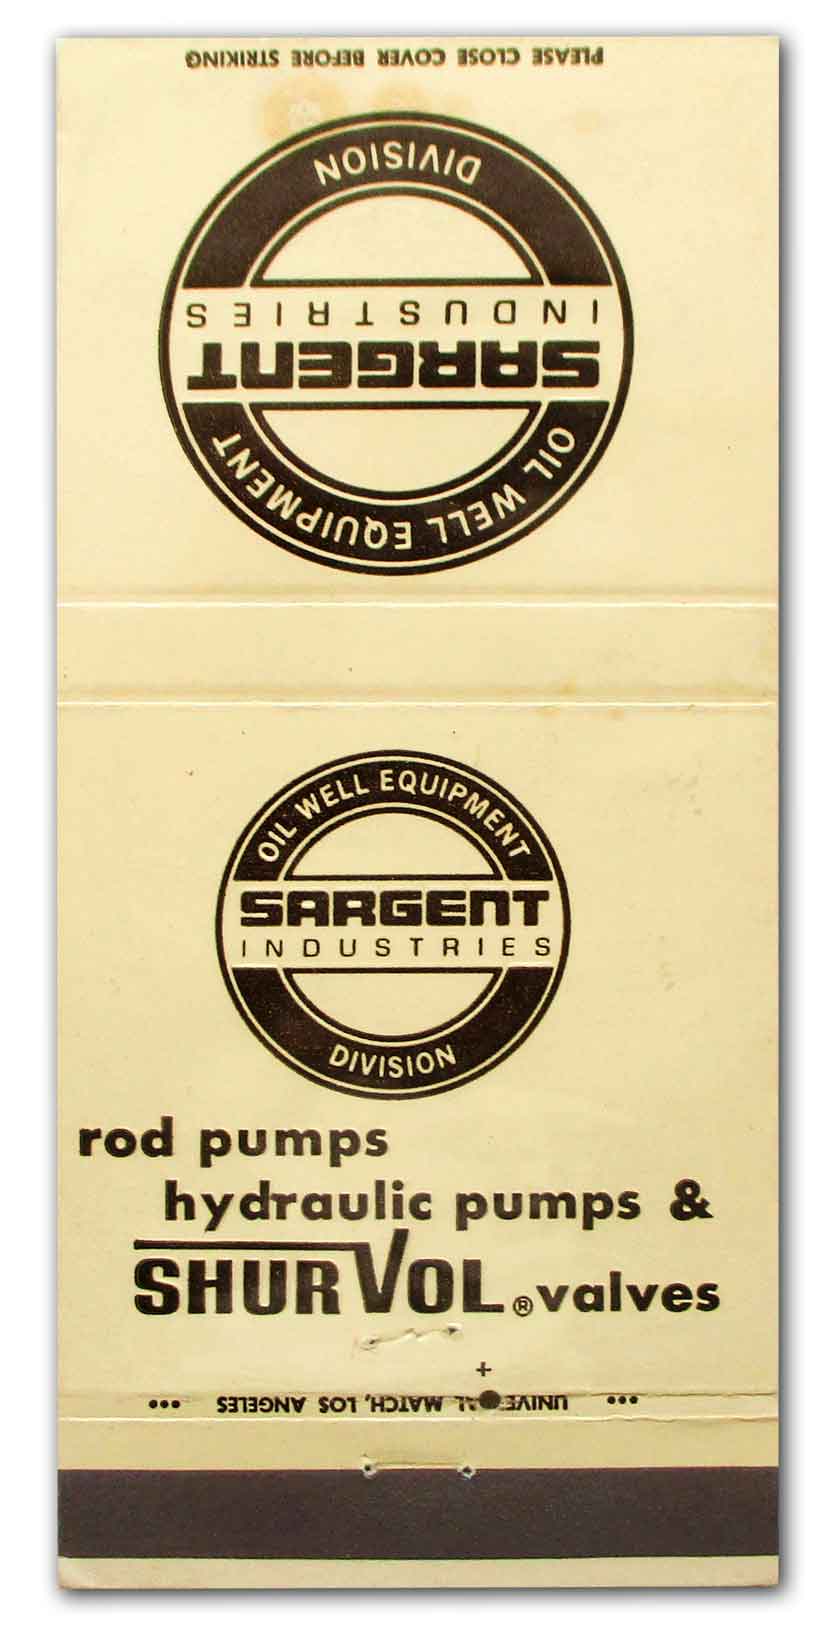 PLEASE CLOSE COVER BEFORE STRIKING
OIL WELL EQUIPMENT
SARGENT
INDUSTRIES
DIVISION
OIL WELL EQUIPMENT
SARGENT
INDUSTRIES
DIVISION
rod pumps
hydraulic pumps &
SHURVOL® valves
MATCH, LOS ANGELES